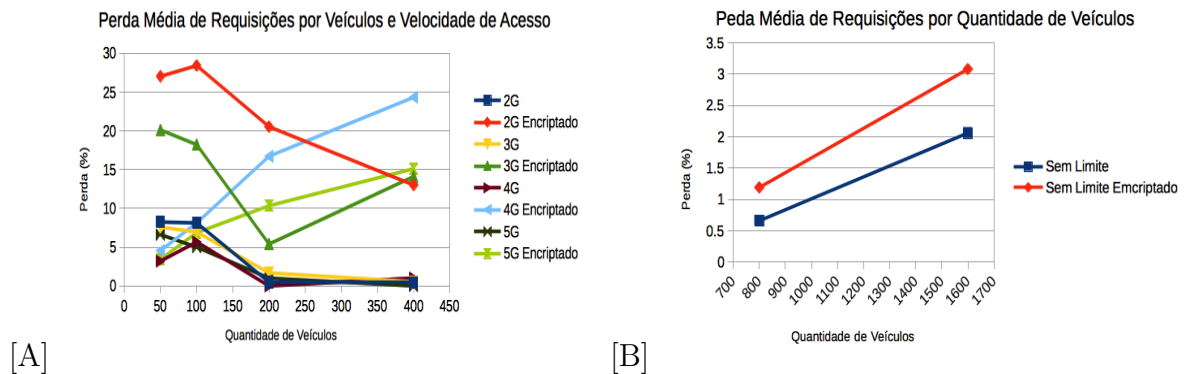 Perda Média de Requisições por Veículos e Velocidade de Acesso
Perda (%)
30
25
20
15
10
5
0
0 50 100 150 200 250 300 350 400 450
Quantidade de Veículos
2G
2G Encriptado
3G
3G Encriptado
4G
4G Encriptado
5G
5G Encriptado
[A]
Peda Média de Requisições por Quantidade de Veículos
Perda (%)
3.5
3
2.5
2
1.5
1
0.5
0
700 800 900 1000 1100 1200 1300 1400 1500 1600 1700
Quantidade de Veículos
Sem Limite
Sem Limite Emcriptado
[B]